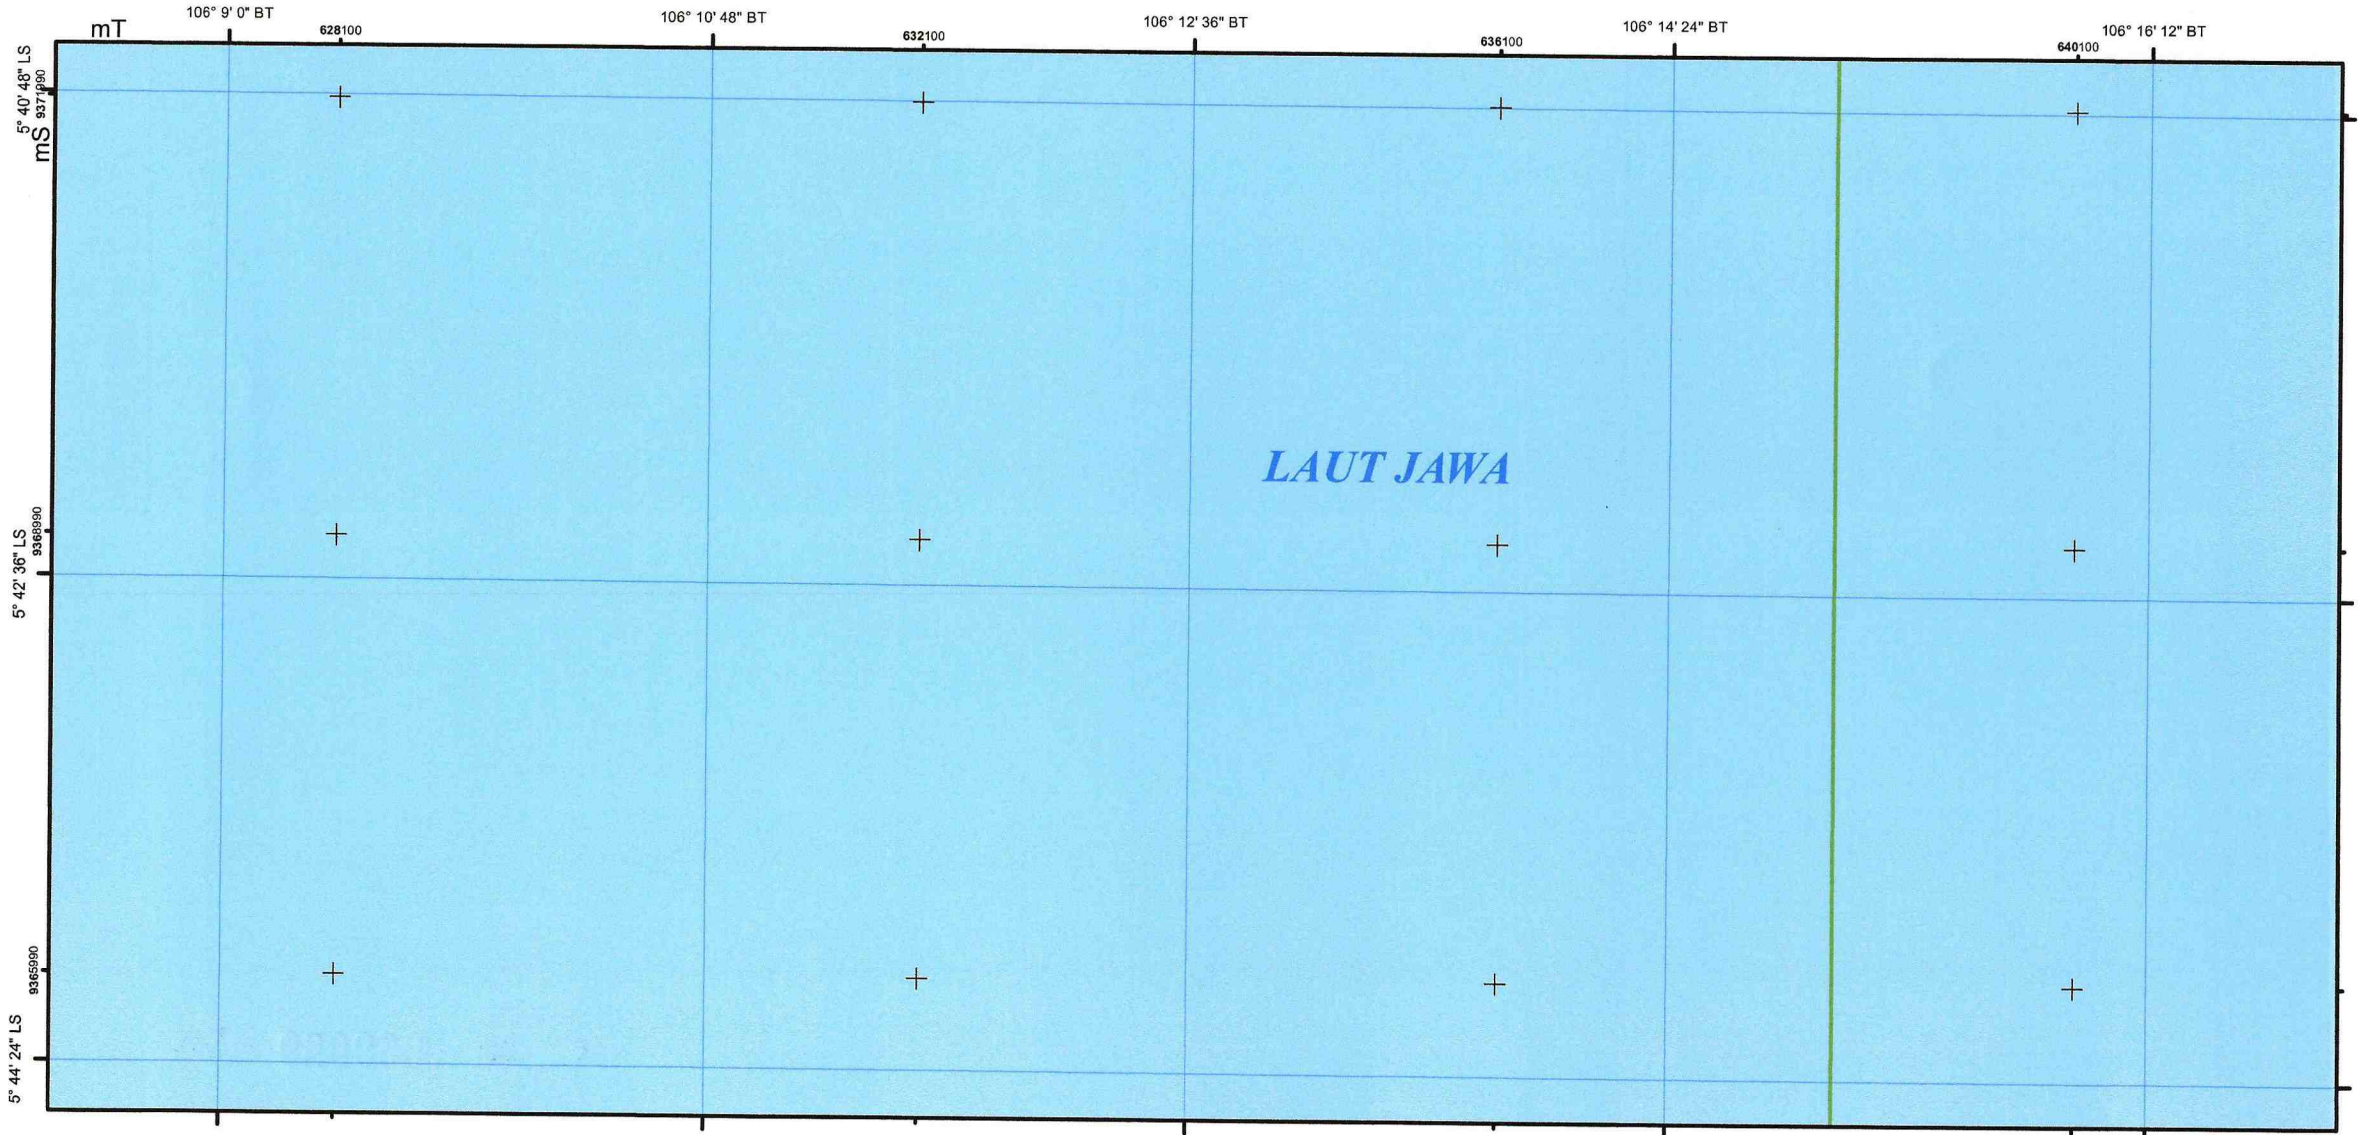 106° 9' 0" BT
106° 10' 48" BT
106° 12' 36" BT
106° 14' 24" BT
106° 16' 12" BT
mT
628100
632100
636100
640100
5° 40' 48" LS
9371990
mS
LAUT JAWA
9368990
5° 42' 36" LS
9365990
5° 44' 24" LS